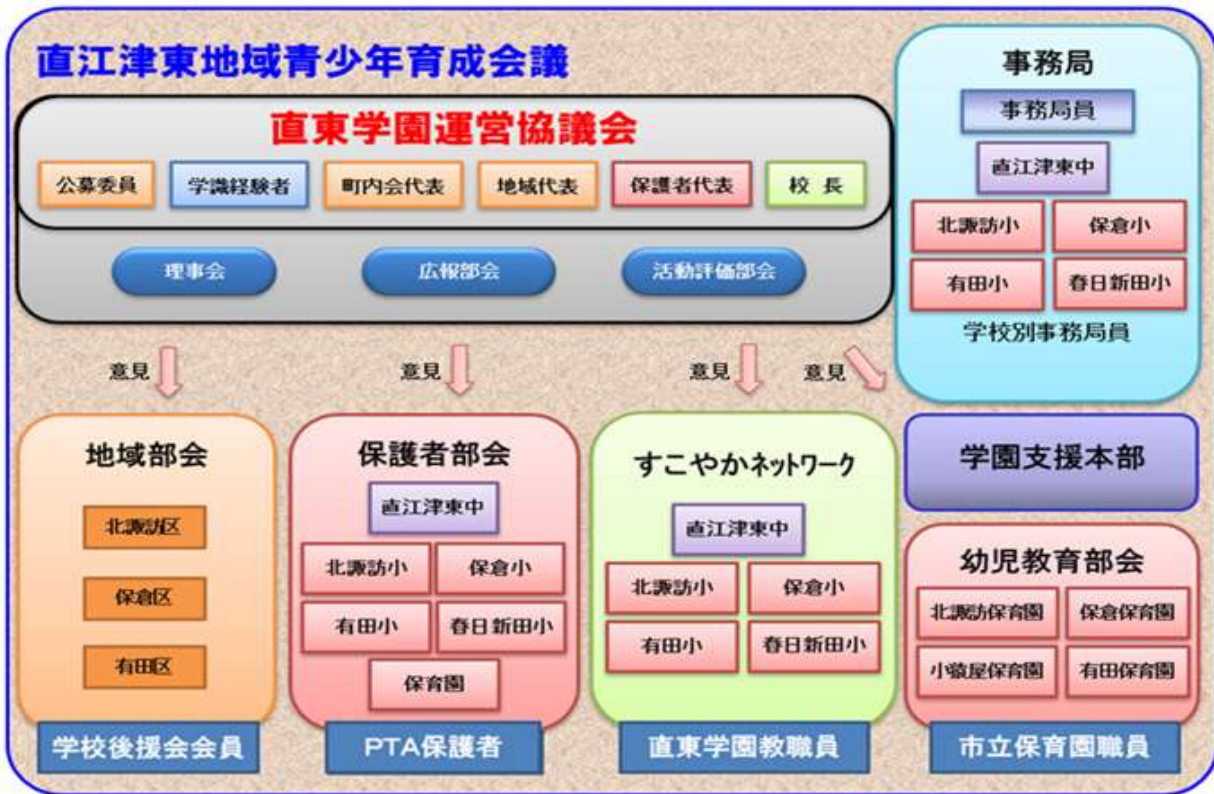 直江津東地域青少年育成会議
直東学園運営協議会
公募委員
学識経験者
町内会代表
地域代表
保護者代表
校 長
理事会
広報部会
活動評価部会
事務局
事務局員
直江津東中
北諏訪小
保倉小
有田小
春日新田小
学校別事務局員
意見
意見
意見
意見
地域部会
北諏訪区
保倉区
有田区
学校後援会会員
保護者部会
直江津東中
北諏訪小
保倉小
有田小
春日新田小
保育園
PTA保護者
すこやかネットワーク
直江津東中
北諏訪小
保倉小
有田小
春日新田小
直東学園教職員
学園支援本部
幼児教育部会
北諏訪保育園
保倉保育園
小猿屋保育園
有田保育園
市立保育園職員